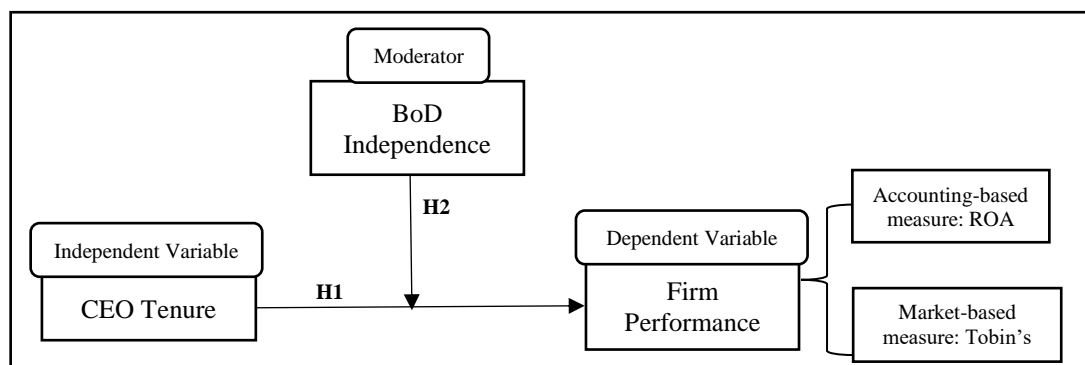 Moderator
BoD
Independence
H2
Independent Variable
CEO Tenure
H1
Dependent Variable
Firm
Performance
Accounting-based
measure: ROA
Market-based
measure: Tobin’s